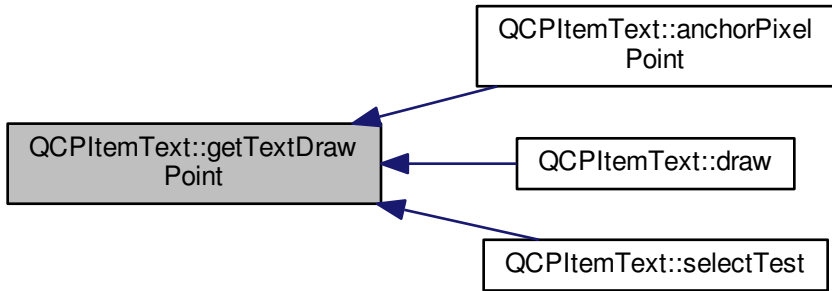 QCPItemText::anchorPixel
Point
QCPItemText::getTextDraw
Point
QCPItemText::draw
QCPItemText::selectTest